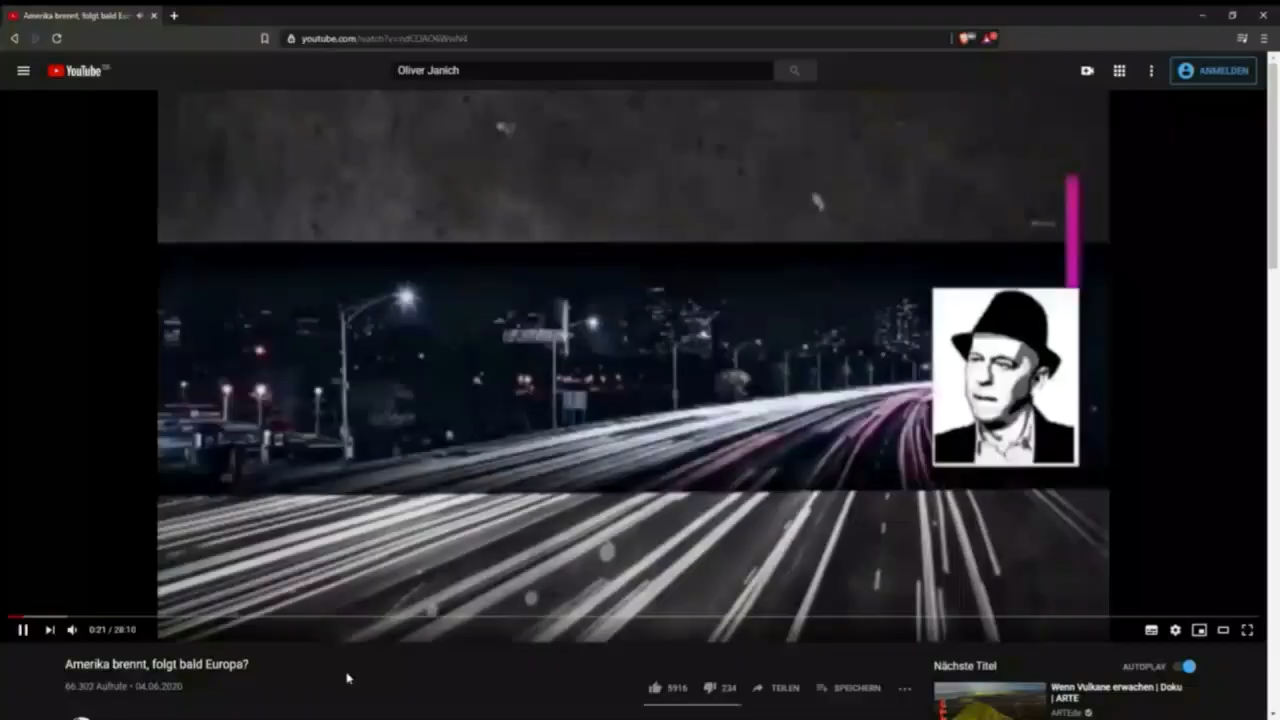 Amerika brennt, folgt bald Eur
youtube.com
YouTube DE
Oliver Janich
ANMELDEN
0:21 / 28:10
Amerika brennt, folgt bald Europa?
66.302 Aufrufe • 04.06.2020
5916
234
TEILEN
SPEICHERN
Nächste Titel
AUTOPLAY
Wenn Vulkane erwachen | Doku
| ARTE
ARTEde